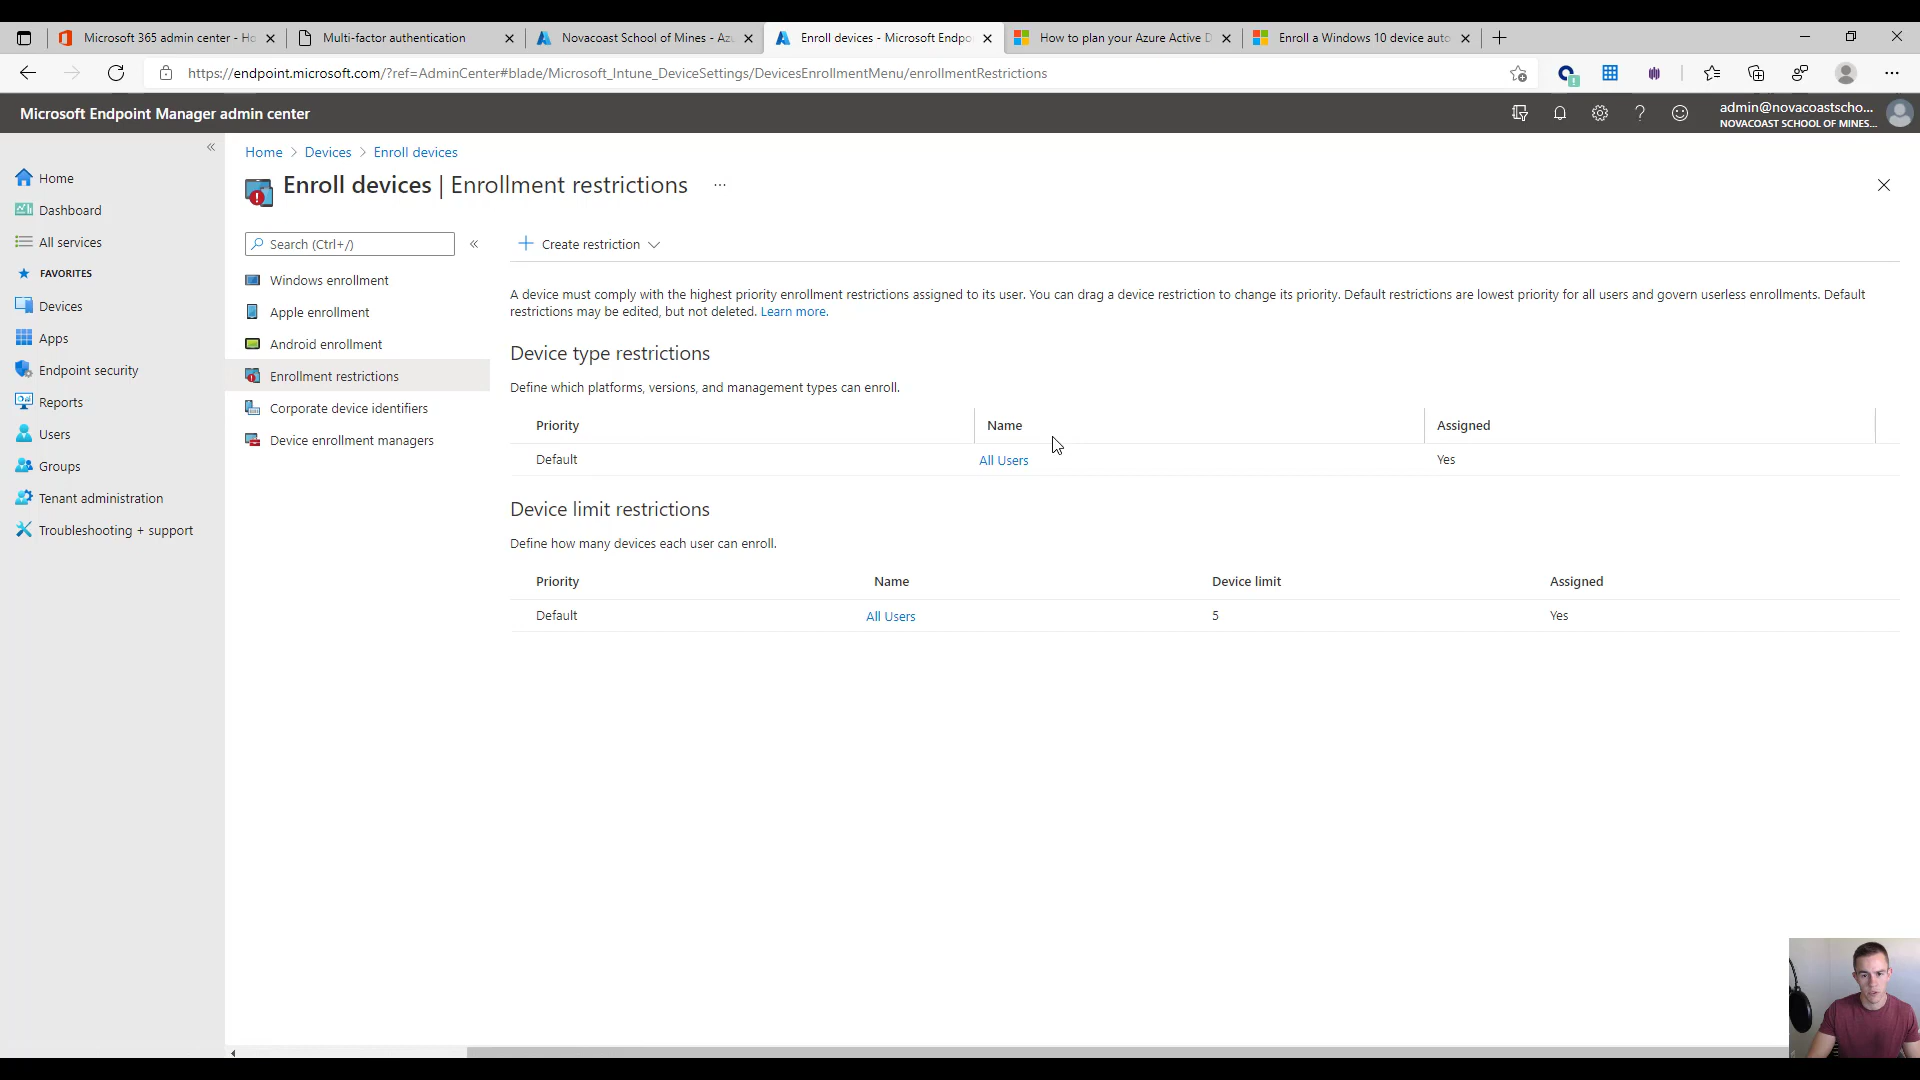 Microsoft 365 admin center - Ho
Multi-factor authentication
Novacoast School of Mines - Azu
Enroll devices - Microsoft Endpo
How to plan your Azure Active D
Enroll a Windows 10 device auto
https://endpoint.microsoft.com/?ref=AdminCenter#blade/Microsoft_Intune_DeviceSettings/DevicesEnrollmentMenu/enrollmentRestrictions
Microsoft Endpoint Manager admin center
admin@novacoastscho...
NOVACOAST SCHOOL OF MINES...
Home
Dashboard
All services
FAVORITES
Devices
Apps
Endpoint security
Reports
Users
Groups
Tenant administration
Troubleshooting + support
Home > Devices > Enroll devices
Enroll devices | Enrollment restrictions ...
Search (Ctrl+/)
Windows enrollment
Apple enrollment
Android enrollment
Enrollment restrictions
Corporate device identifiers
Device enrollment managers
Create restriction
A device must comply with the highest priority enrollment restrictions assigned to its user. You can drag a device restriction to change its priority. Default restrictions are lowest priority for all users and govern userless enrollments. Default
restrictions may be edited, but not deleted. Learn more.
Device type restrictions
Define which platforms, versions, and management types can enroll.
Priority Name Assigned
Default All Users Yes
Device limit restrictions
Define how many devices each user can enroll.
Priority Name Device limit Assigned
Default All Users 5 Yes